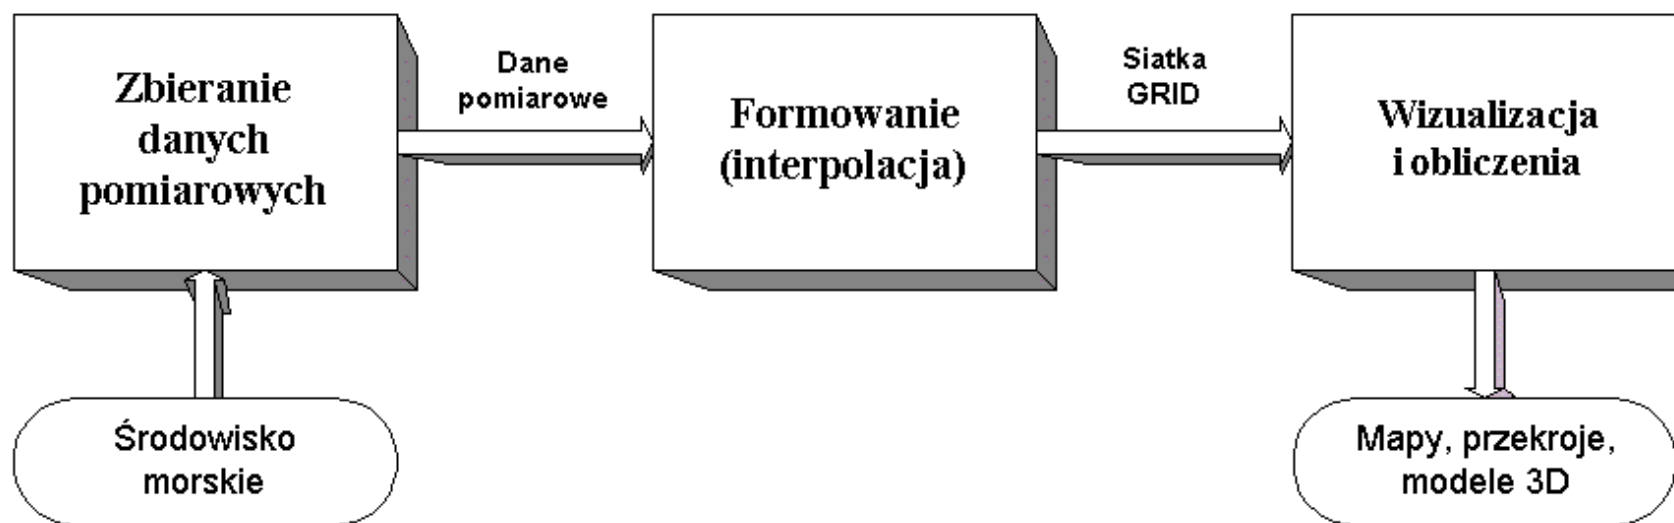 Zbieranie
danych
pomiarowych
Dane
pomiarowe
Formowanie
(interpolacja)
Siatka
GRID
Wizualizacja
i obliczenia
Środowisko
morskie
Mapy, przekroje,
modele 3D